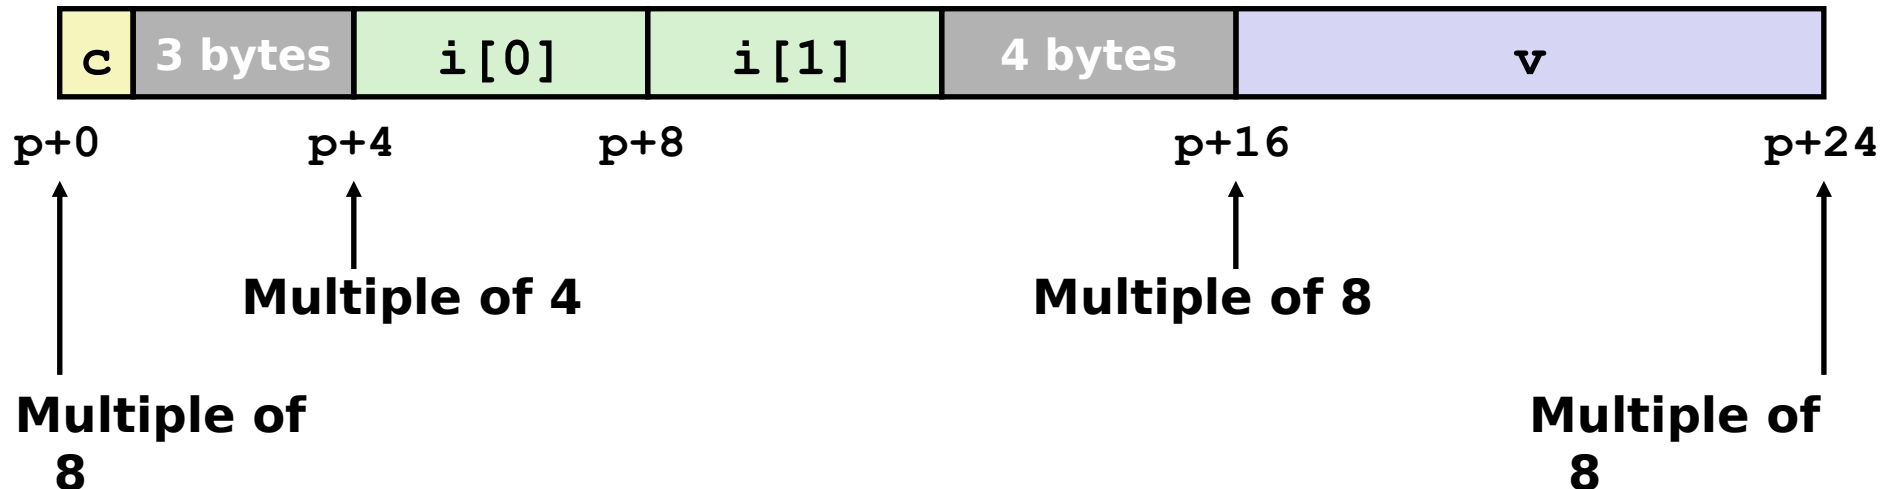 c 3 bytes i[0] i[1] 4 bytes v
p+0 p+4 p+8 p+16 p+24
Multiple of 4 Multiple of 8
Multiple of Multiple of
8 8